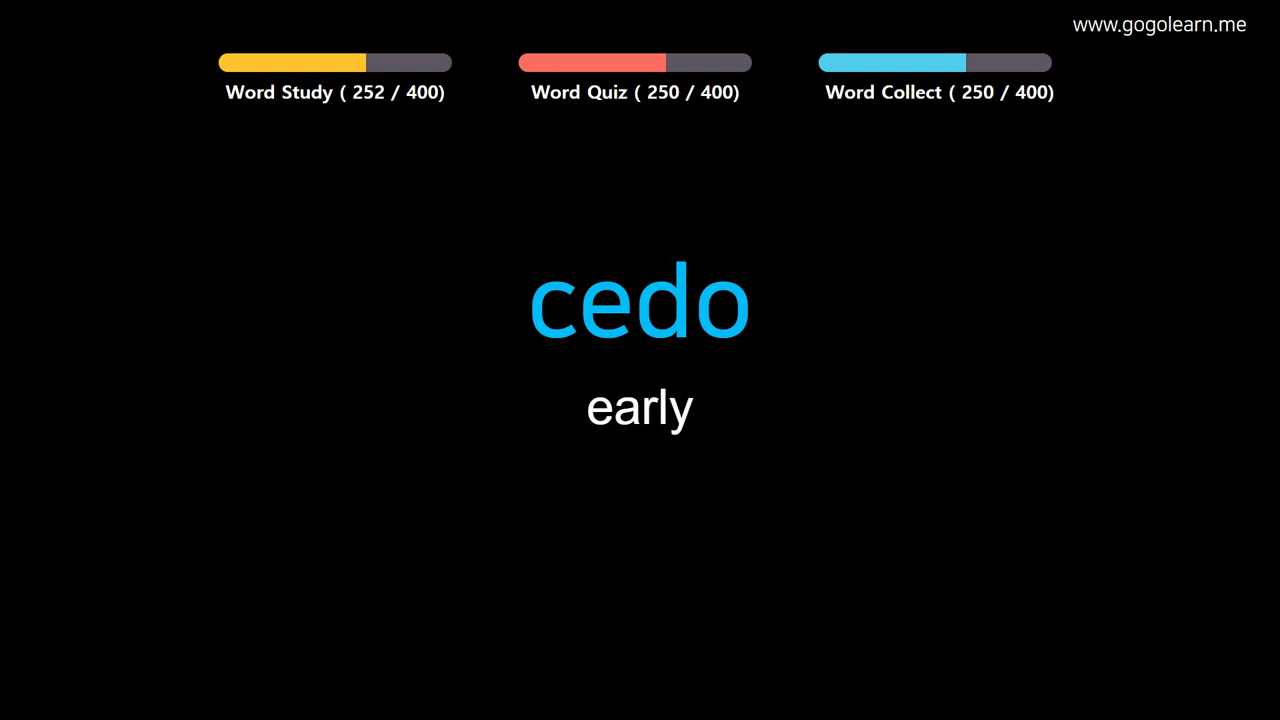 www.gogolearn.me
Word Study ( 252 / 400)
Word Quiz ( 250 / 400)
Word Collect ( 250 / 400)
cedo
early